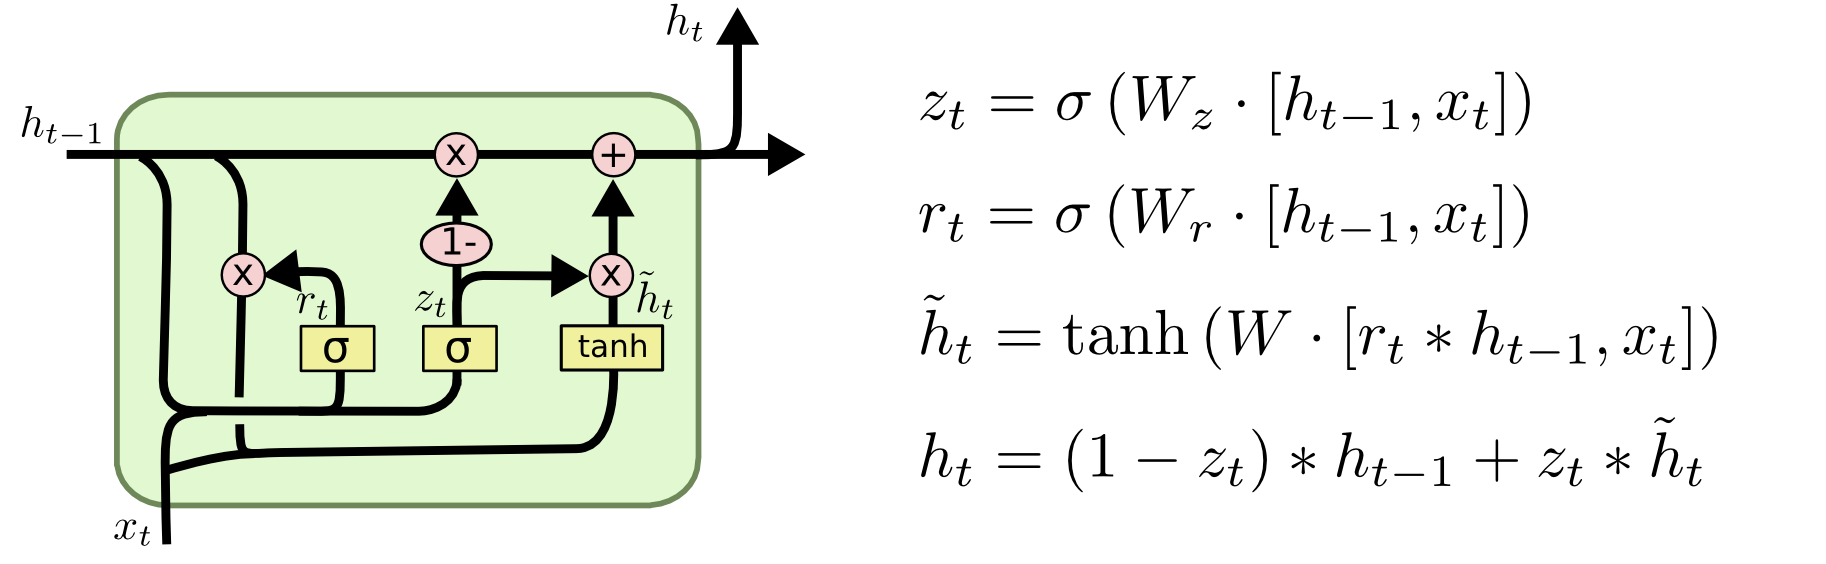 h_t
h_{t-1}
x +
1-
x x
r_t z_t h̃_t
σ σ tanh
x_t
z_t = σ (W_z · [h_{t-1}, x_t])
r_t = σ (W_r · [h_{t-1}, x_t])
h̃_t = tanh (W · [r_t * h_{t-1}, x_t])
h_t = (1 − z_t) * h_{t-1} + z_t * h̃_t